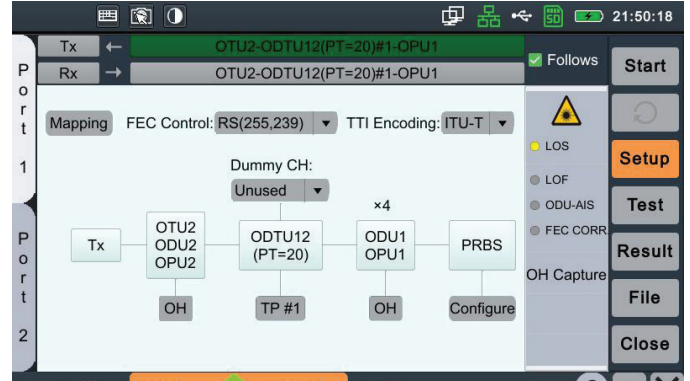 SD
21:50:18
Tx ← OTU2-ODTU12(PT=20)#1-OPU1
Rx → OTU2-ODTU12(PT=20)#1-OPU1
Follows
Start
Port 1
Port 2
Mapping FEC Control: RS(255,239) TTI Encoding: ITU-T
LOS
LOF
ODU-AIS
FEC CORR.
OH Capture
Dummy CH:
Unused
×4
Tx
OTU2
ODU2
OPU2
ODTU12
(PT=20)
ODU1
OPU1
PRBS
OH
TP #1
OH
Configure
Setup
Test
Result
File
Close